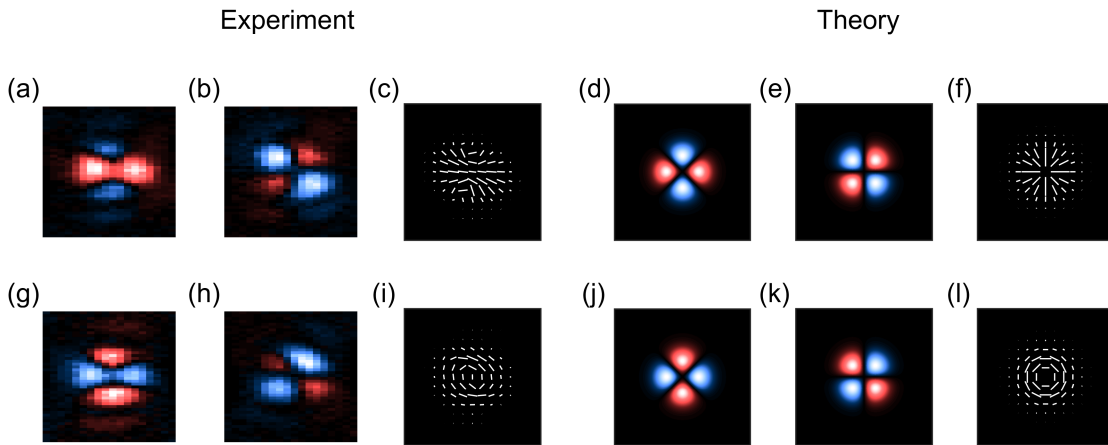 Experiment
Theory
(a)
(b)
(c)
(d)
(e)
(f)
(g)
(h)
(i)
(j)
(k)
(l)